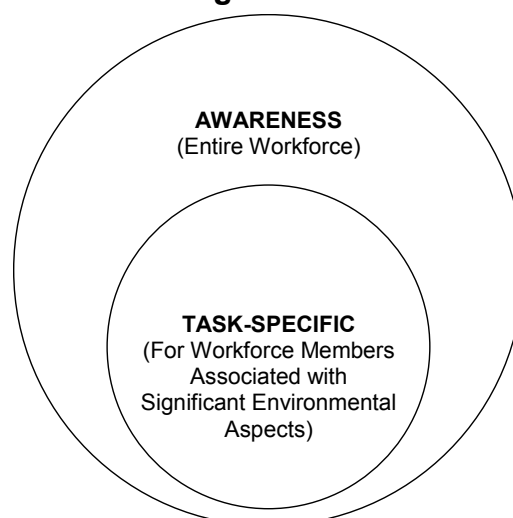 AWARENESS
(Entire Workforce)
TASK-SPECIFIC
(For Workforce Members
Associated with
Significant Environmental
Aspects)